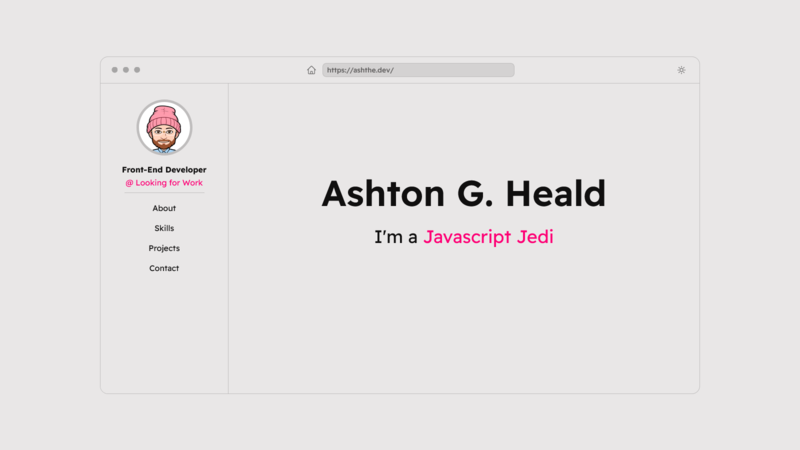 https://ashthe.dev/
Front-End Developer
@ Looking for Work
About
Skills
Projects
Contact
Ashton G. Heald
I'm a Javascript Jedi